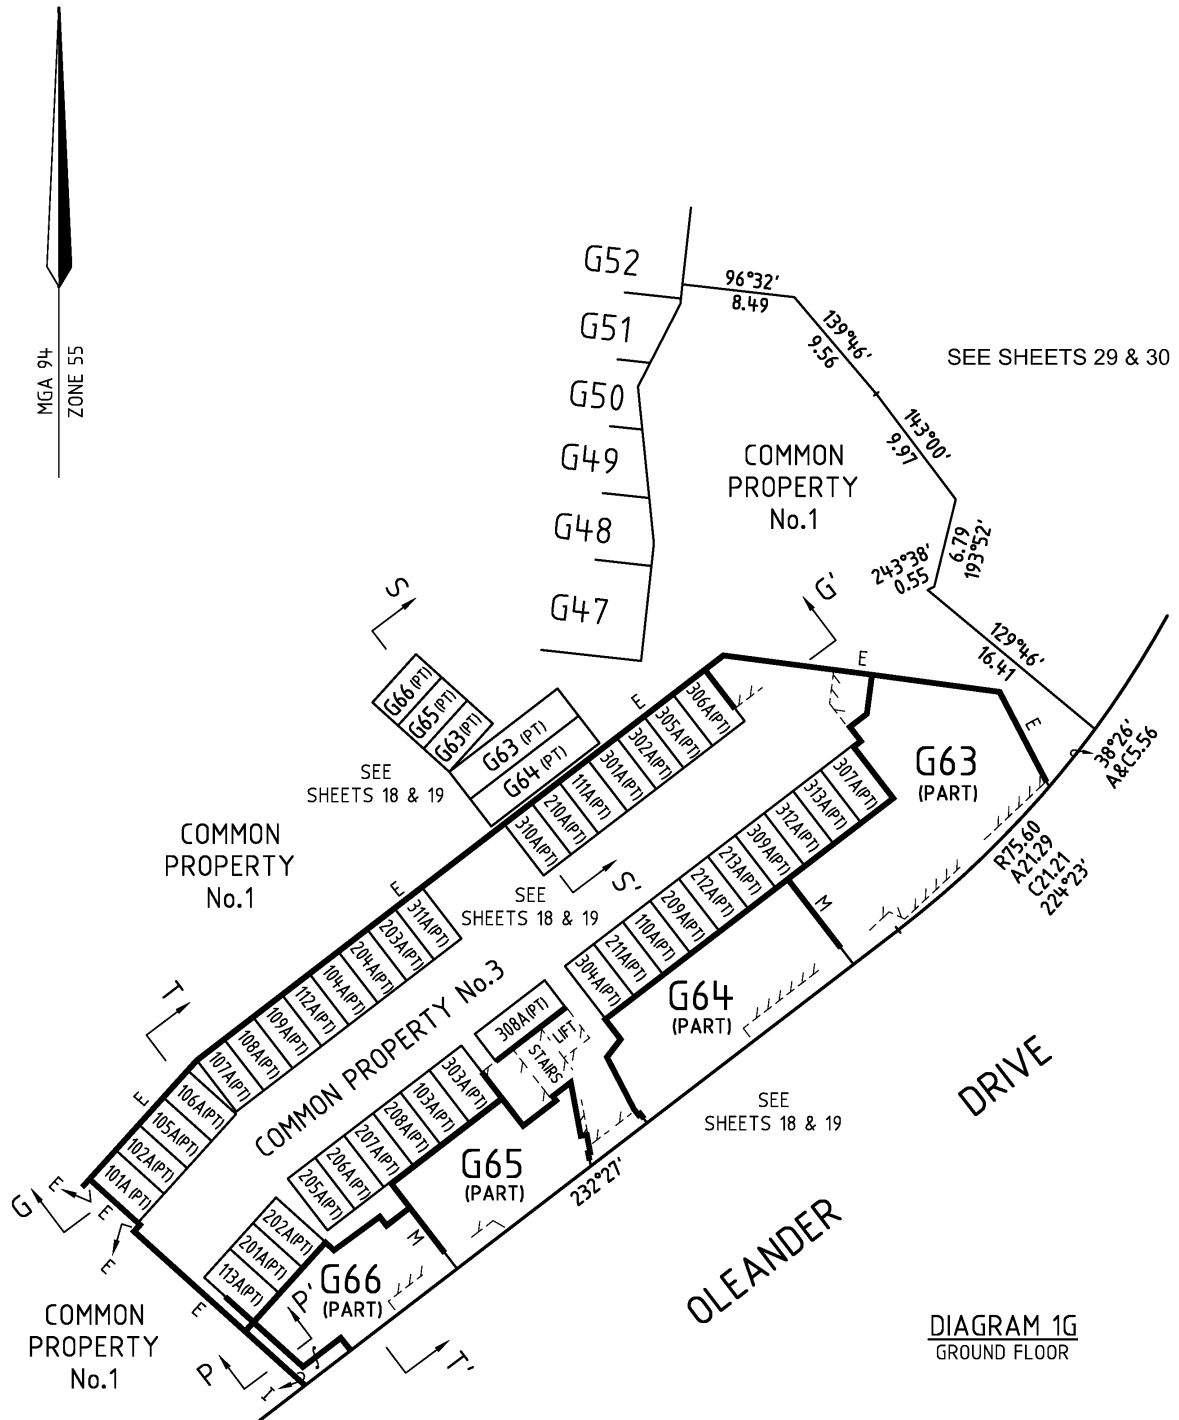 MGA 94
ZONE 55
G52
G51
G50
G49
G48
G47
96°32'
8.49
139°46'
9.56
SEE SHEETS 29 & 30
143°00'
9.97
COMMON
PROPERTY
No.1
6.79
193°52'
243°38'
0.55
129°46'
16.41
38°26'
A&C5.56
R75.60
A21.29
C21.21
224°23'
S
G'
G66 (PT)
G65 (PT)
G63 (PT)
G63 (PT)
G64 (PT)
SEE
SHEETS 18 & 19
E
E
E
306A(PT)
305A(PT)
302A(PT)
301A(PT)
111A(PT)
210A(PT)
310A(PT)
S'
G63
(PART)
COMMON
PROPERTY
No.1
E
SEE
SHEETS 18 & 19
307A(PT)
313A(PT)
312A(PT)
309A(PT)
213A(PT)
212A(PT)
209A(PT)
110A(PT)
211A(PT)
304A(PT)
M
311A(PT)
203A(PT)
204A(PT)
104A(PT)
112A(PT)
109A(PT)
108A(PT)
107A(PT)
T
COMMON PROPERTY No.3
G64
(PART)
308A(PT)
LIFT
STAIRS
E
106A(PT)
105A(PT)
102A(PT)
101A(PT)
303A(PT)
103A(PT)
208A(PT)
207A(PT)
206A(PT)
205A(PT)
SEE
SHEETS 18 & 19
G65
(PART)
232°27'
G
E
E
E
202A(PT)
201A(PT)
113A(PT)
M
G66
(PART)
E
P'
P
I
T'
COMMON
PROPERTY
No.1
OLEANDER
DRIVE
DIAGRAM 1G
GROUND FLOOR